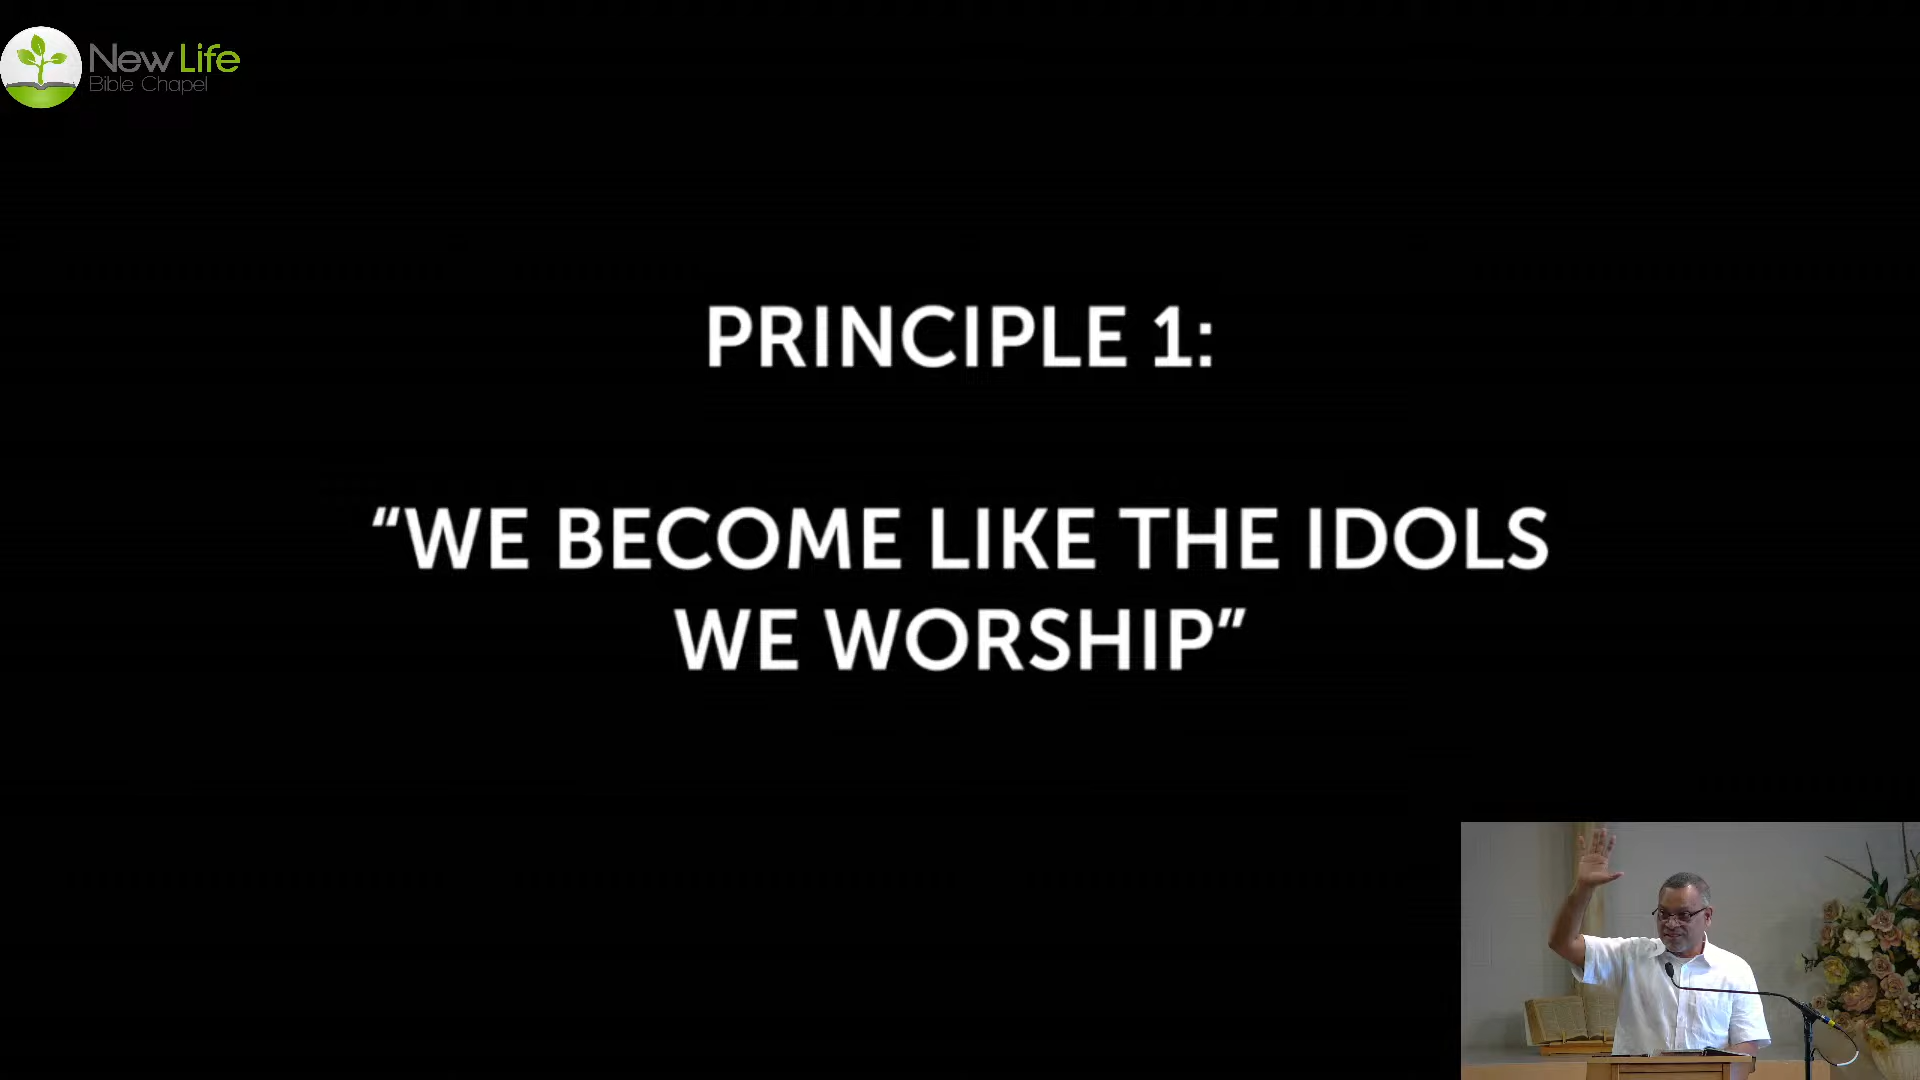 New Life
Bible Chapel
PRINCIPLE 1:
“WE BECOME LIKE THE IDOLS
WE WORSHIP”